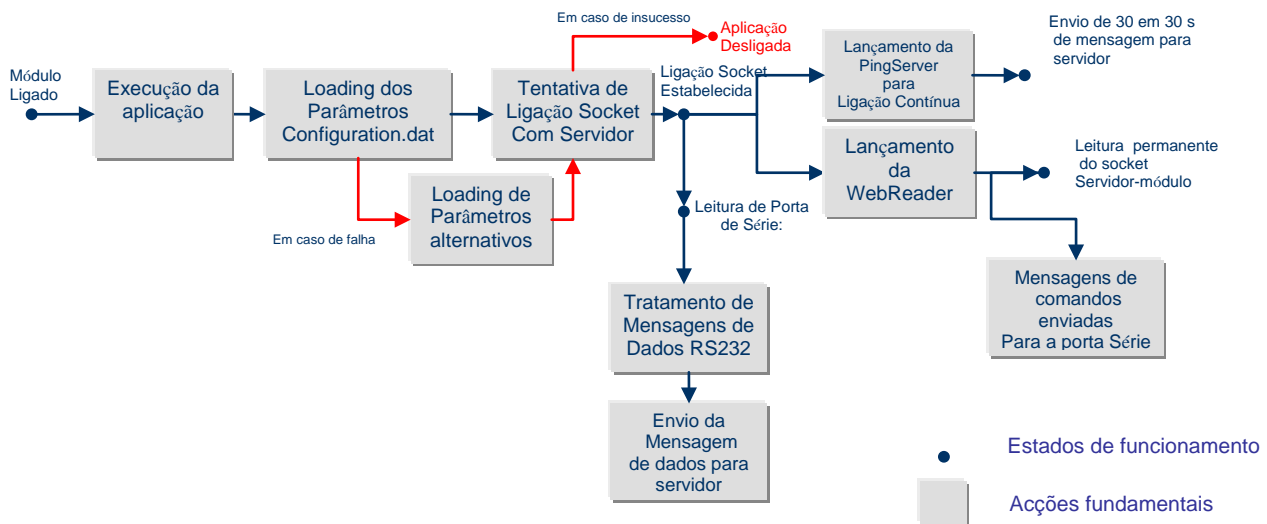 Módulo
Ligado
Execução da
aplicação
Loading dos
Parâmetros
Configuration.dat
Em caso de falha
Loading de
Parâmetros
alternativos
Tentativa de
Ligação Socket
Com Servidor
Em caso de insucesso
Aplicação
Desligada
Ligação Socket
Estabelecida
Lançamento da
PingServer
para
Ligação Contínua
Envio de 30 em 30 s
de mensagem para
servidor
Lançamento
da
WebReader
Leitura permanente
do socket
Servidor-módulo
Mensagens de
comandos
enviadas
Para a porta Série
Leitura de Porta
de Série:
Tratamento de
Mensagens de
Dados RS232
Envio da
Mensagem
de dados para
servidor
Estados de funcionamento
Acções fundamentais